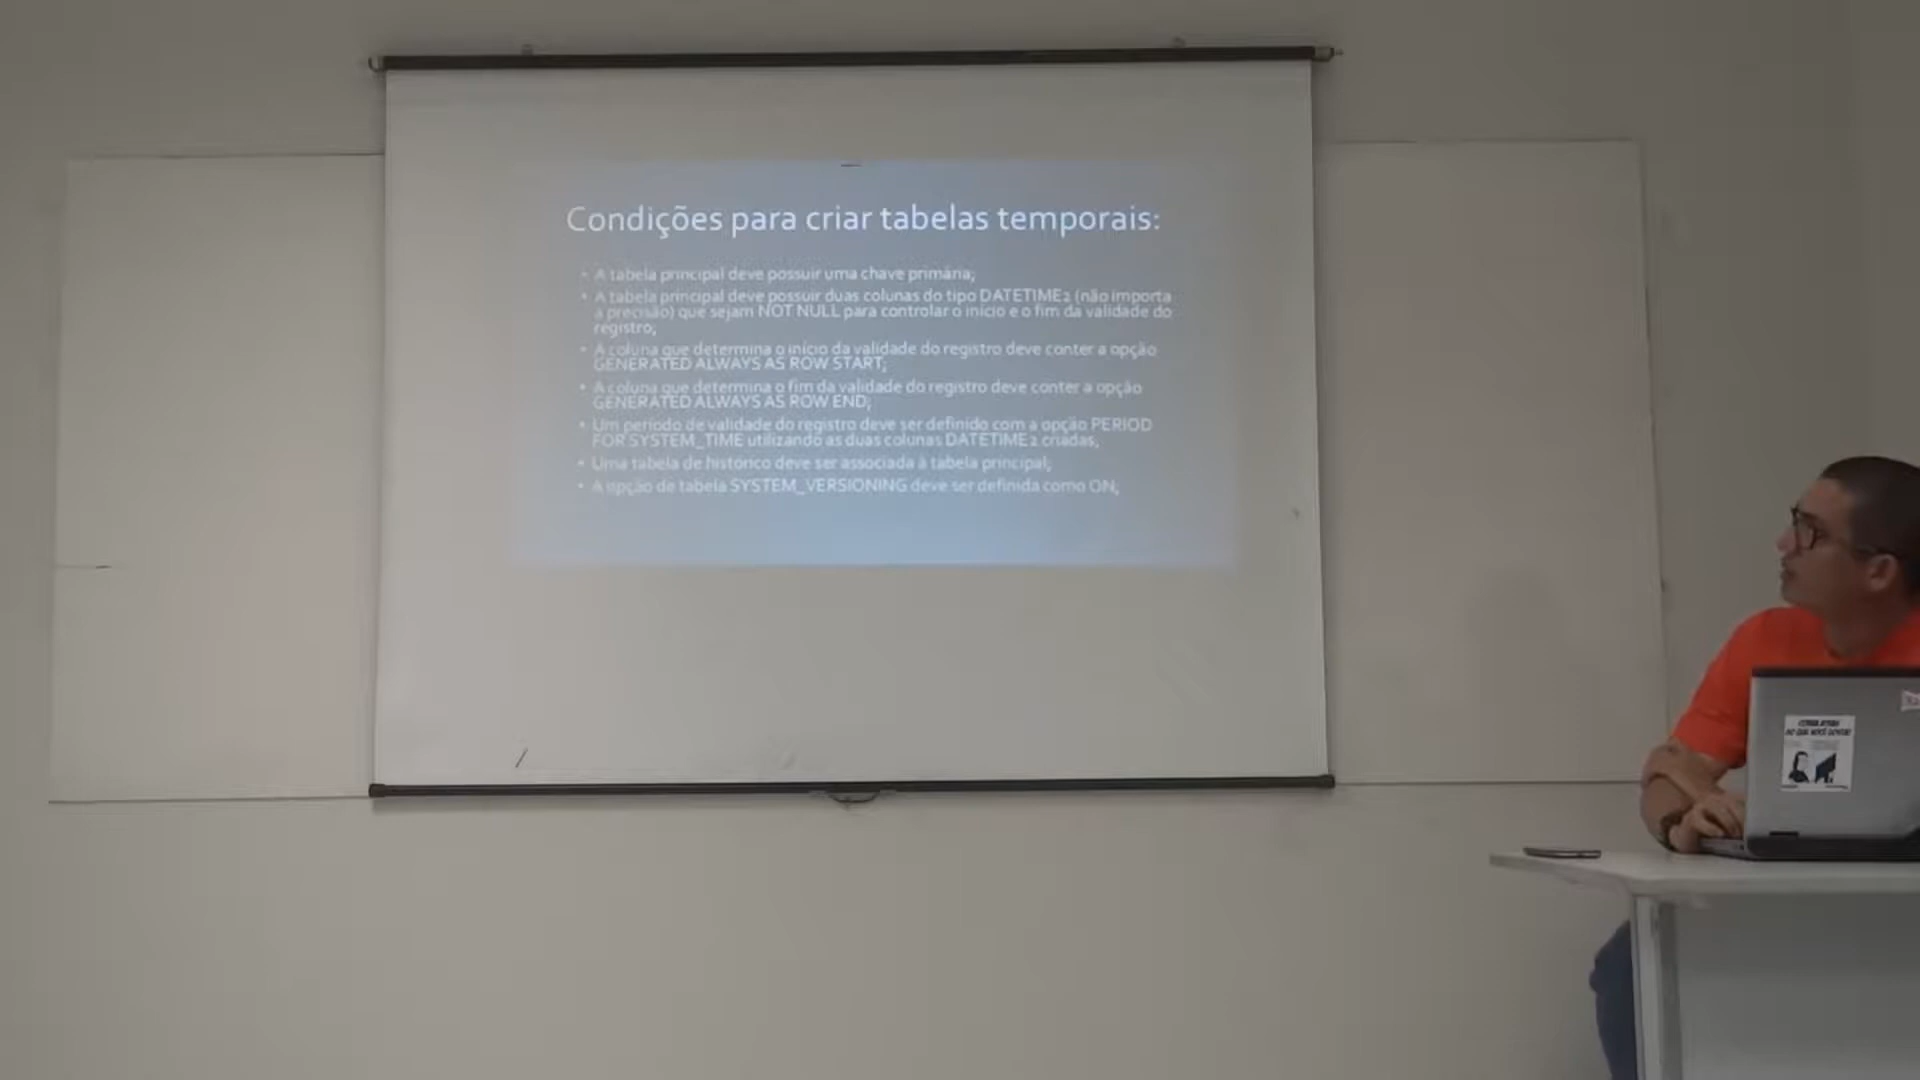 Condições para criar tabelas temporais:
• A tabela principal deve possuir uma chave primária;
• A tabela principal deve possuir duas colunas do tipo DATETIME2 (não importa
a precisão) que sejam NOT NULL para controlar o início e o fim da validade do
registro;
• A coluna que determina o início da validade do registro deve conter a opção
GENERATED ALWAYS AS ROW START;
• A coluna que determina o fim da validade do registro deve conter a opção
GENERATED ALWAYS AS ROW END;
• Um período de validade do registro deve ser definido com a opção PERIOD
FOR SYSTEM_TIME utilizando as duas colunas DATETIME2 criadas;
• Uma tabela de histórico deve ser associada à tabela principal;
• A opção de tabela SYSTEM_VERSIONING deve ser definida como ON;